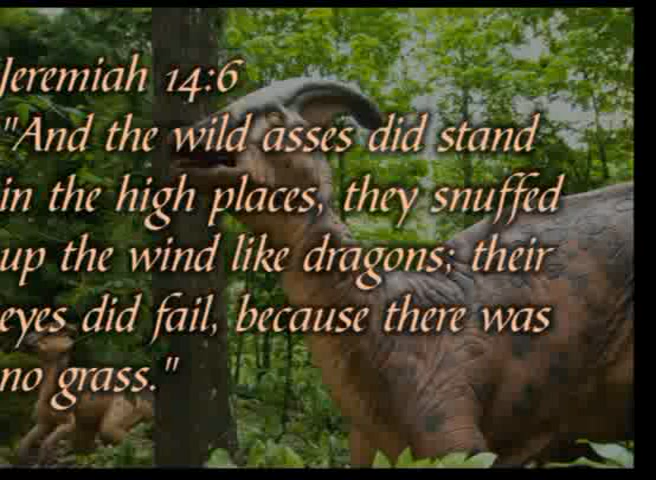 Jeremiah 14:6
"And the wild asses did stand
in the high places, they snuffed
up the wind like dragons; their
eyes did fail, because there was
no grass."